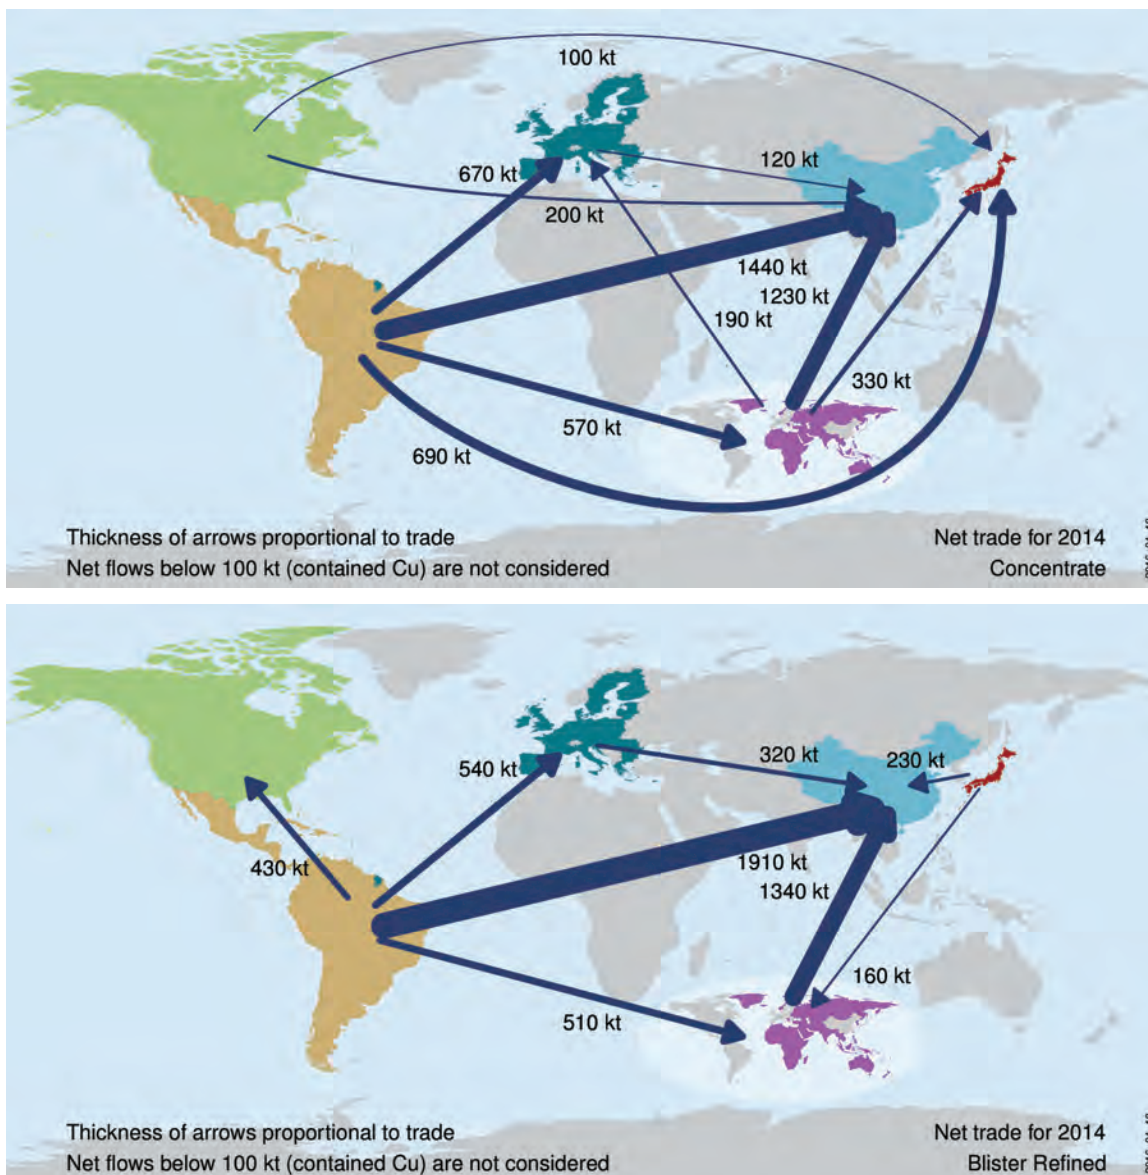 100 kt
670 kt
120 kt
200 kt
1440 kt
1230 kt
190 kt
330 kt
570 kt
690 kt
Thickness of arrows proportional to trade
Net flows below 100 kt (contained Cu) are not considered
Net trade for 2014
Concentrate
540 kt
320 kt
230 kt
430 kt
1910 kt
1340 kt
160 kt
510 kt
Thickness of arrows proportional to trade
Net flows below 100 kt (contained Cu) are not considered
Net trade for 2014
Blister Refined